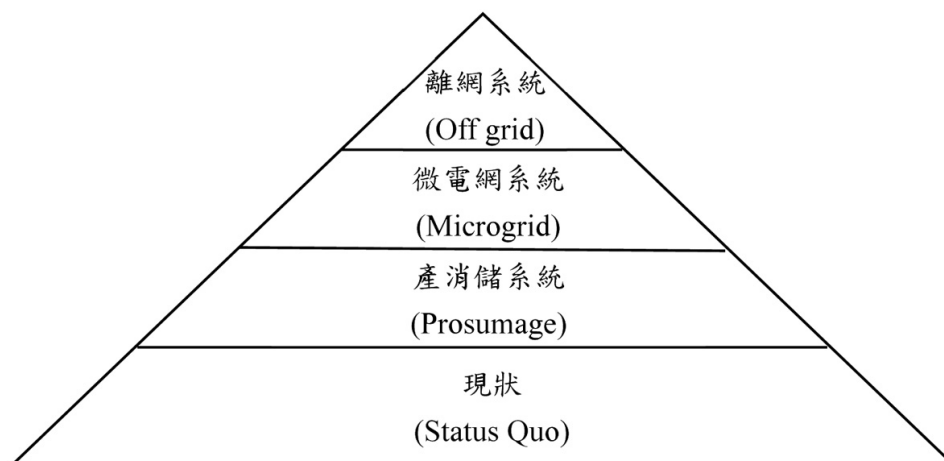 離網系統
(Off grid)
微電網系統
(Microgrid)
產消儲系統
(Prosumage)
現狀
(Status Quo)